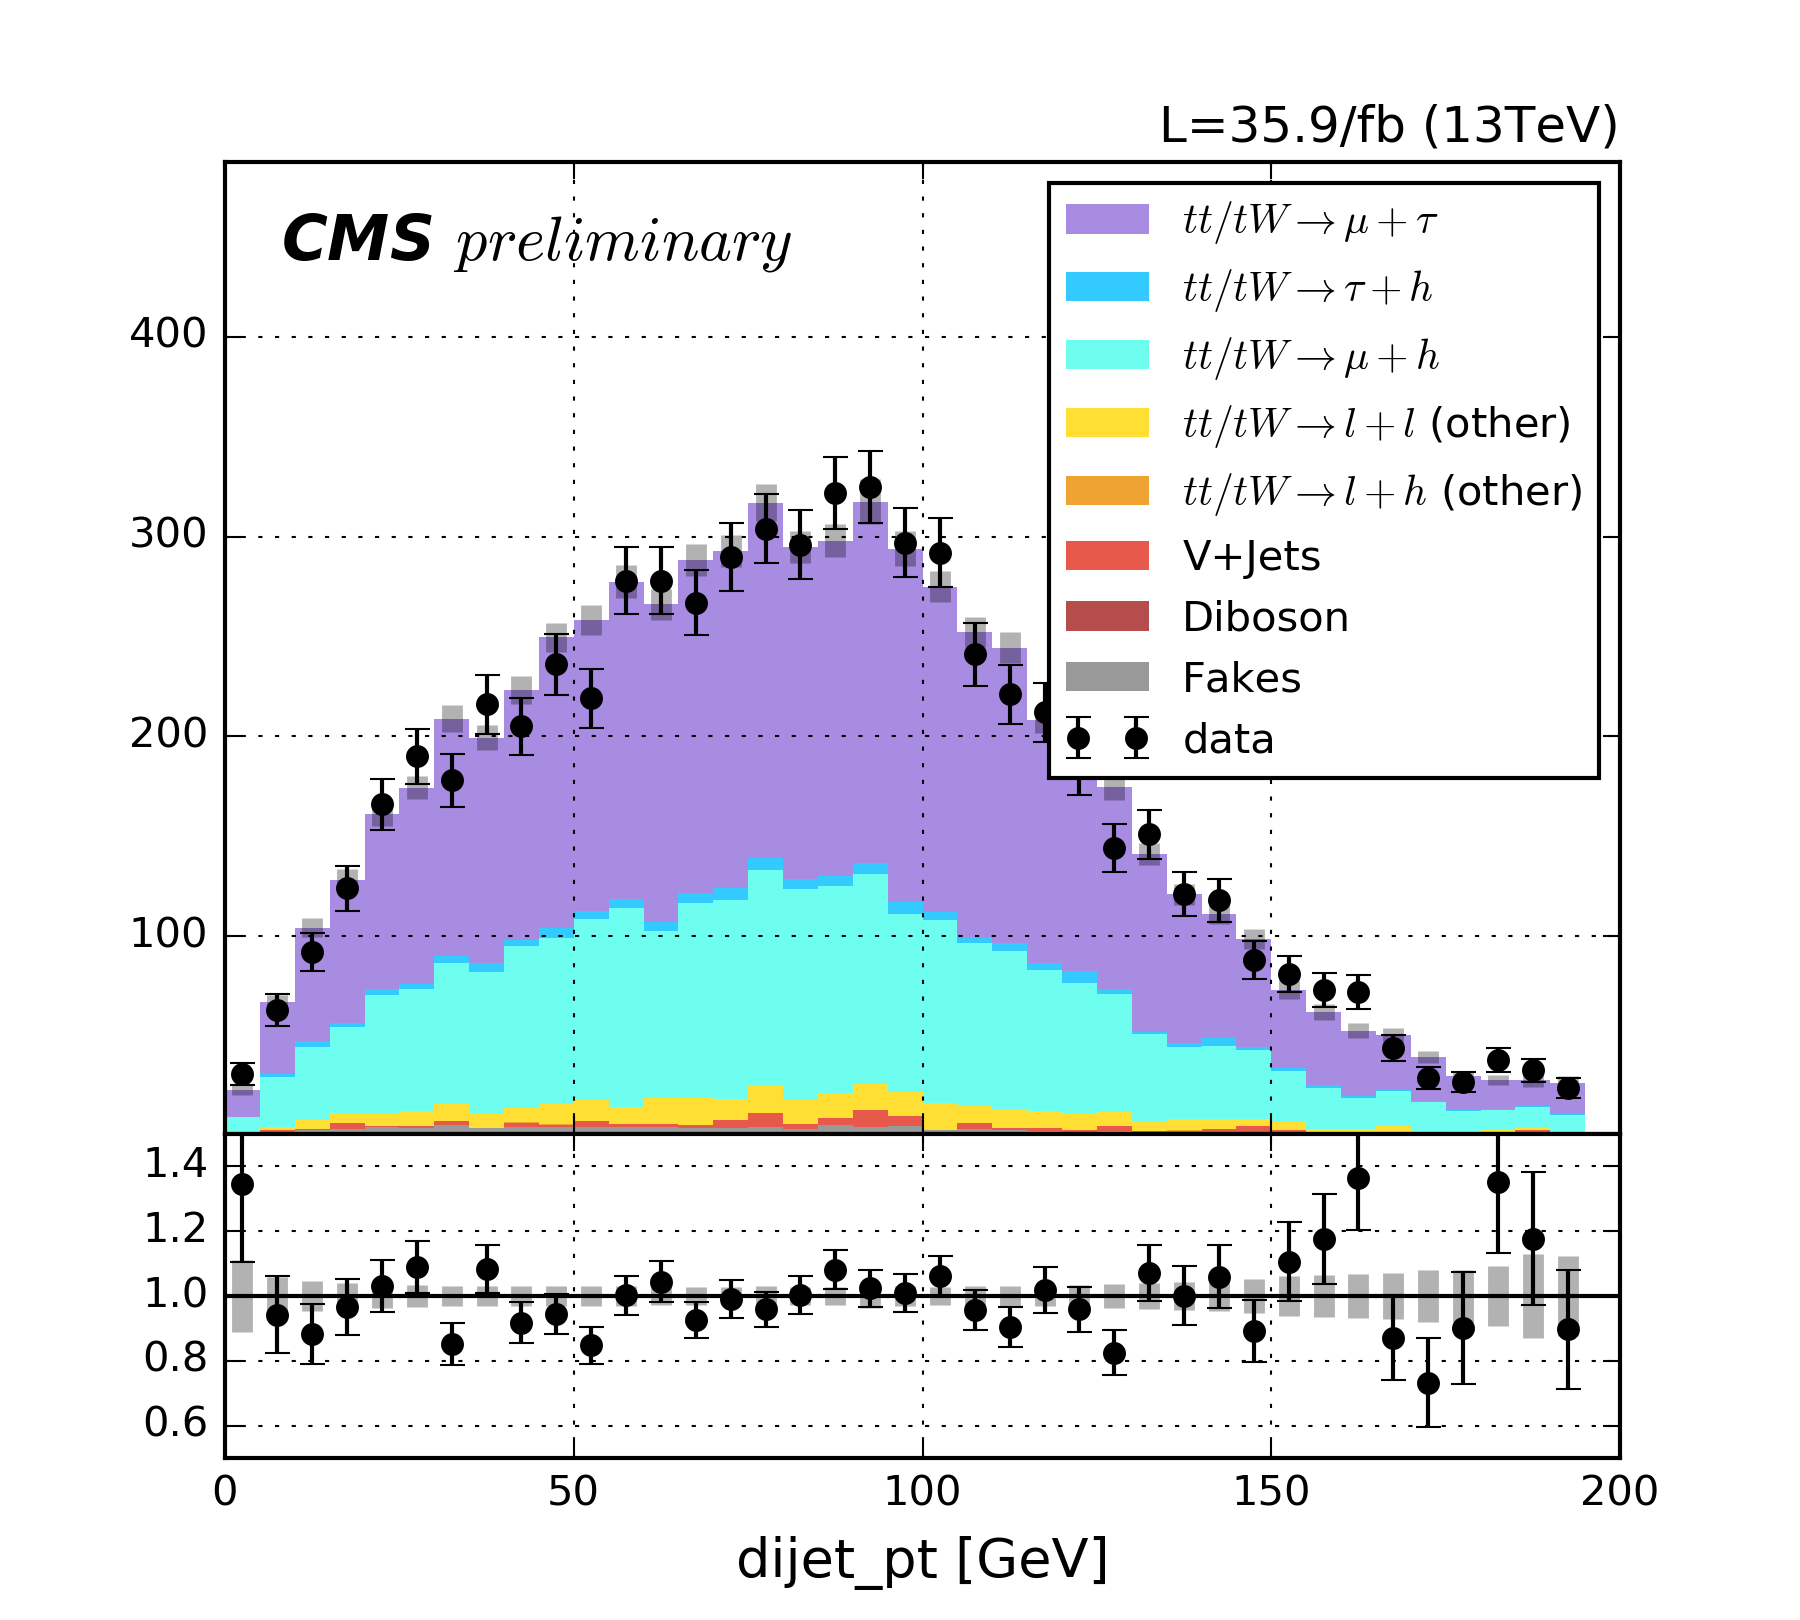 L=35.9/fb (13TeV)
CMS preliminary
tt/tW→μ+τ
tt/tW→τ+h
tt/tW→μ+h
tt/tW→l+l (other)
tt/tW→l+h (other)
V+Jets
Diboson
Fakes
data
400
300
200
100
1.4
1.2
1.0
0.8
0.6
0 50 100 150 200
dijet_pt [GeV]